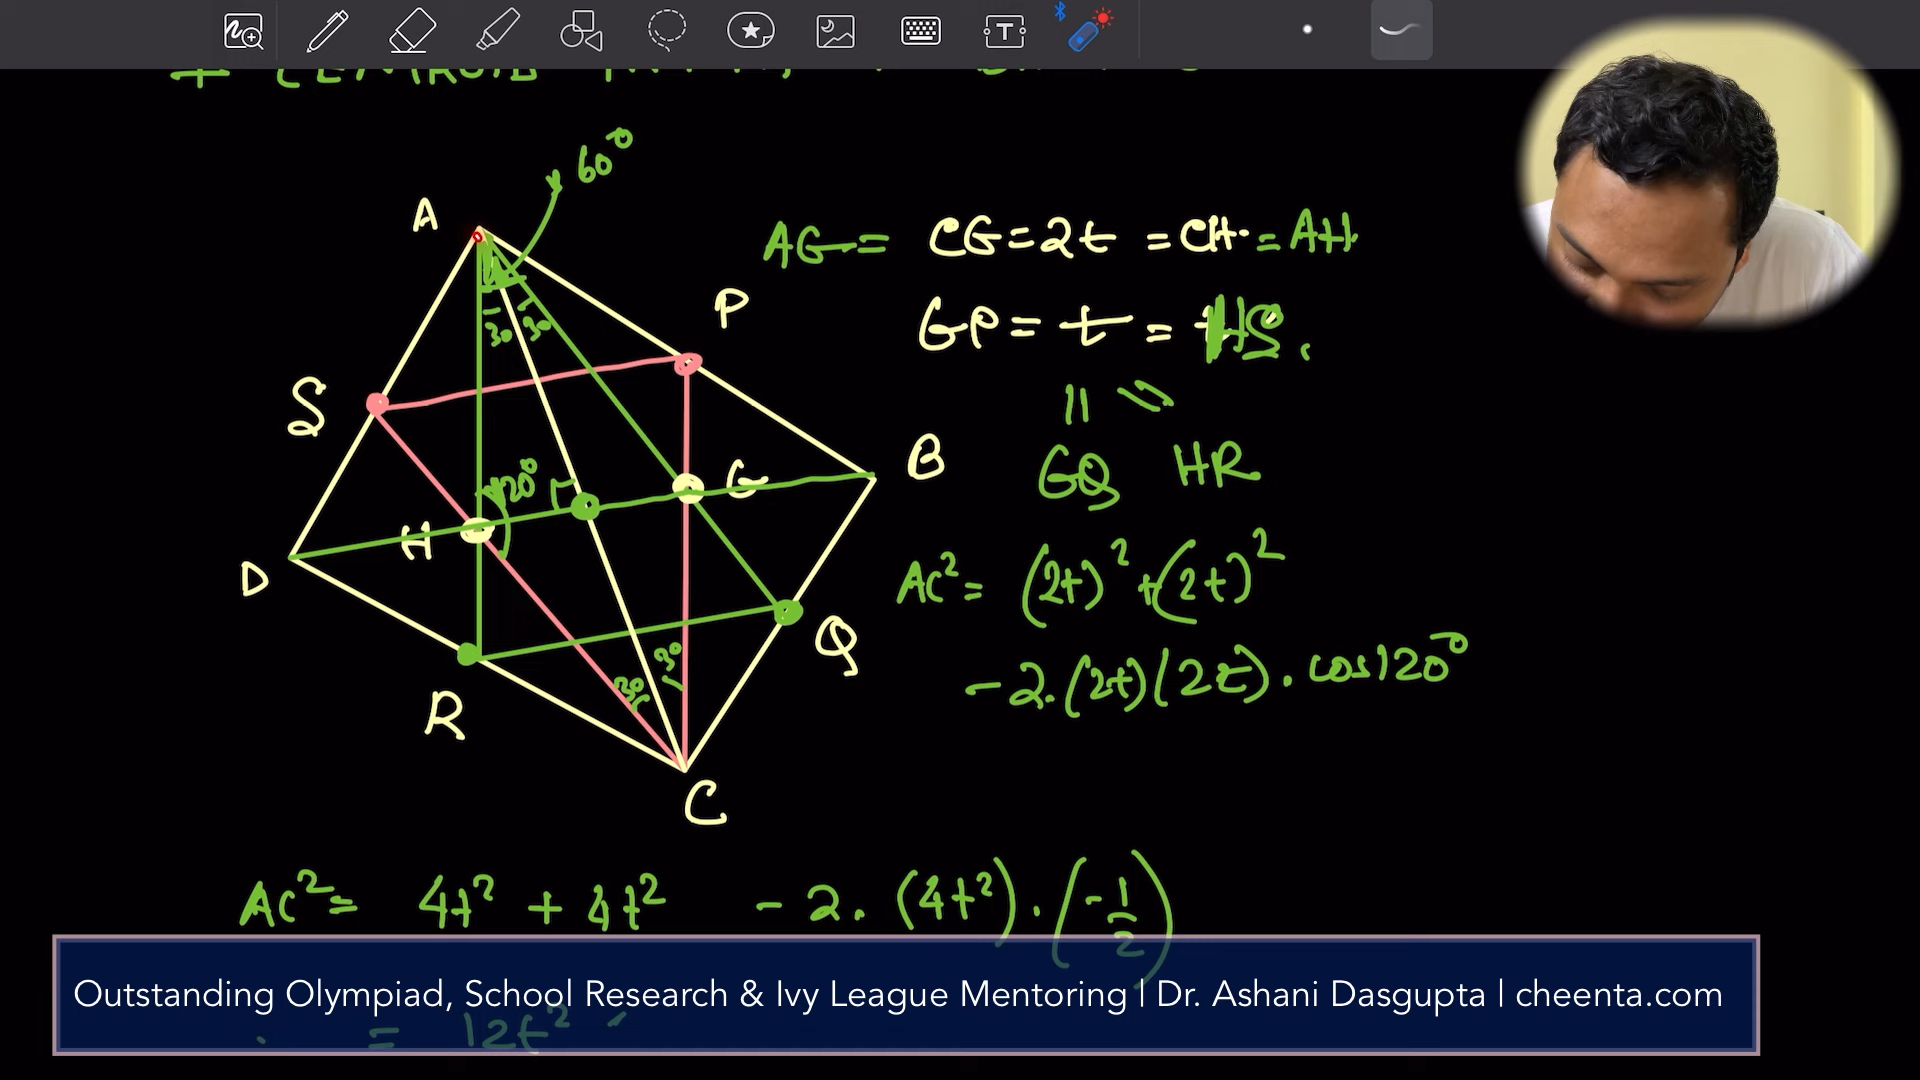 60°
A
AG = CG = 2t = CH = AH
P
30 30
GP = t = HS.
S
|| =
B
G
GQ HR
120°
H
D
AC² = (2t)² + (2t)²
Q
30
- 2.(2t)(2t). cos120°
30
R
C
AC² = 4t² + 4t² - 2. (4t²).(-1/2)
Outstanding Olympiad, School Research & Ivy League Mentoring | Dr. Ashani Dasgupta | cheenta.com
= 12t²